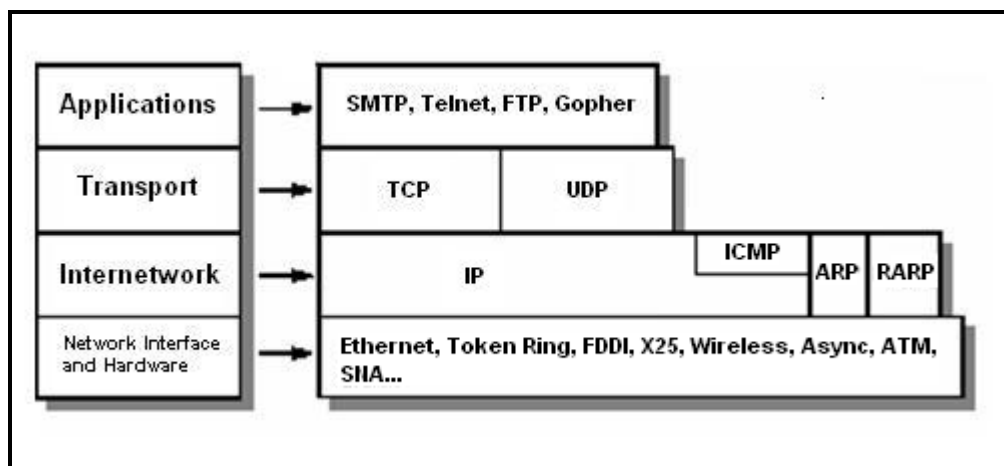 Applications
SMTP, Telnet, FTP, Gopher
Transport
TCP
UDP
Internetwork
IP
ICMP
ARP
RARP
Network Interface
and Hardware
Ethernet, Token Ring, FDDI, X25, Wireless, Async, ATM,
SNA...